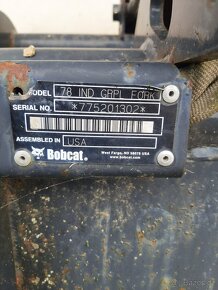 MODEL 78 IND GRPL FORK
SERIAL NO. *775201302*
ASSEMBLED IN USA
Bobcat.
West Fargo, ND 58078 USA
www.bobcat.com